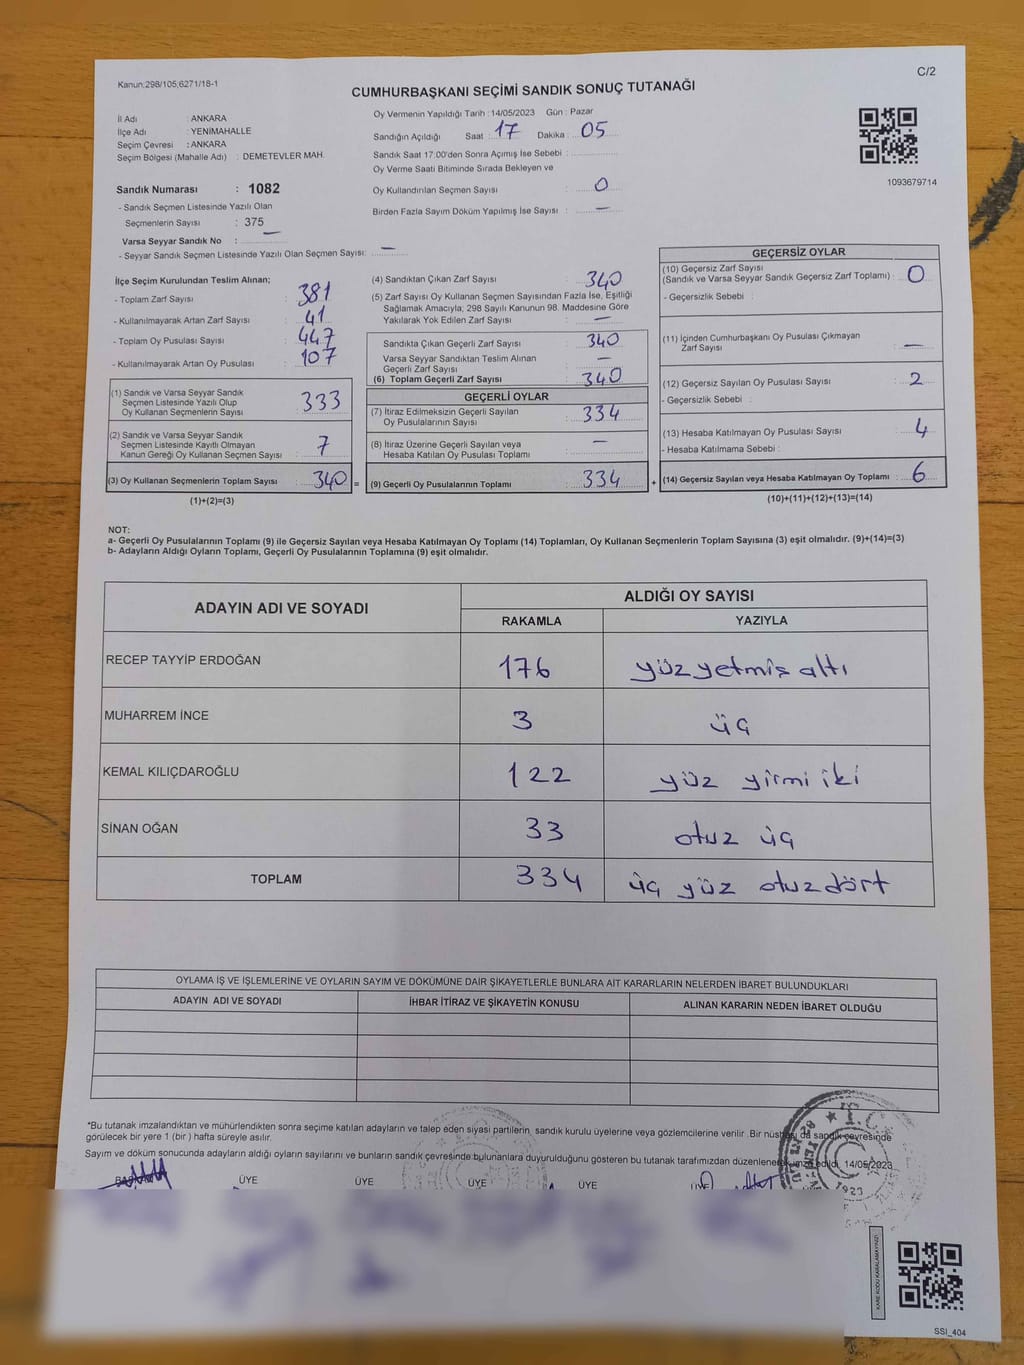 C/2
Kanun:298/105;6271/18-1
CUMHURBAŞKANI SEÇİMİ SANDIK SONUÇ TUTANAĞI
İl Adı : ANKARA
İlçe Adı : YENİMAHALLE
Seçim Çevresi : ANKARA
Seçim Bölgesi (Mahalle Adı) : DEMETEVLER MAH.
Sandık Numarası : 1082
- Sandık Seçmen Listesinde Yazılı Olan
Seçmenlerin Sayısı : 375
Varsa Seyyar Sandık No : —
- Seyyar Sandık Seçmen Listesinde Yazılı Olan Seçmen Sayısı: —
Oy Vermenin Yapıldığı Tarih : 14/05/2023 Gün : Pazar
Sandığın Açıldığı Saat : 17 Dakika : 05
Sandık Saat 17:00'den Sonra Açımış İse Sebebi :
Oy Verme Saati Bitiminde Sırada Bekleyen ve
Oy Kullandırılan Seçmen Sayısı : 0
Birden Fazla Sayım Döküm Yapılmış İse Sayısı : —
1093679714
İlçe Seçim Kurulundan Teslim Alınan;
- Toplam Zarf Sayısı : 381
- Kullanılmayarak Artan Zarf Sayısı : 41
- Toplam Oy Pusulası Sayısı : 447
- Kullanılmayarak Artan Oy Pusulası : 107
(1) Sandık ve Varsa Seyyar Sandık
Seçmen Listesinde Yazılı Olup
Oy Kullanan Seçmenlerin Sayısı : 333
(2) Sandık ve Varsa Seyyar Sandık
Seçmen Listesinde Kayıtlı Olmayan
Kanun Gereği Oy Kullanan Seçmen Sayısı : 7
(3) Oy Kullanan Seçmenlerin Toplam Sayısı : 340 =
(1)+(2)=(3)
(4) Sandıktan Çıkan Zarf Sayısı : 340
(5) Zarf Sayısı Oy Kullanan Seçmen Sayısından Fazla İse, Eşitliği
Sağlamak Amacıyla, 298 Sayılı Kanunun 98. Maddesine Göre
Yakılarak Yok Edilen Zarf Sayısı : —
Sandıkta Çıkan Geçerli Zarf Sayısı : 340
Varsa Seyyar Sandıktan Teslim Alınan
Geçerli Zarf Sayısı : —
(6) Toplam Geçerli Zarf Sayısı : 340
GEÇERLİ OYLAR
(7) İtiraz Edilmeksizin Geçerli Sayılan
Oy Pusulalarının Sayısı : 334
(8) İtiraz Üzerine Geçerli Sayılan veya
Hesaba Katılan Oy Pusulası Toplamı : —
(9) Geçerli Oy Pusulalarının Toplamı : 334 +
GEÇERSİZ OYLAR
(10) Geçersiz Zarf Sayısı
(Sandık ve Varsa Seyyar Sandık Geçersiz Zarf Toplamı) : 0
- Geçersizlik Sebebi :
(11) İçinden Cumhurbaşkanı Oy Pusulası Çıkmayan
Zarf Sayısı : —
(12) Geçersiz Sayılan Oy Pusulası Sayısı : 2
- Geçersizlik Sebebi :
(13) Hesaba Katılmayan Oy Pusulası Sayısı : 4
- Hesaba Katılmama Sebebi :
(14) Geçersiz Sayılan veya Hesaba Katılmayan Oy Toplamı : 6
(10)+(11)+(12)+(13)=(14)
NOT:
a- Geçerli Oy Pusulalarının Toplamı (9) ile Geçersiz Sayılan veya Hesaba Katılmayan Oy Toplamı (14) Toplamları, Oy Kullanan Seçmenlerin Toplam Sayısına (3) eşit olmalıdır. (9)+(14)=(3)
b- Adayların Aldığı Oyların Toplamı, Geçerli Oy Pusulalarının Toplamına (9) eşit olmalıdır.
ADAYIN ADI VE SOYADI
ALDIĞI OY SAYISI
RAKAMLA YAZIYLA
RECEP TAYYİP ERDOĞAN 176 yüz yetmiş altı
MUHARREM İNCE 3 üç
KEMAL KILIÇDAROĞLU 122 yüz yirmi iki
SİNAN OĞAN 33 otuz üç
TOPLAM 334 üç yüz otuz dört
OYLAMA İŞ VE İŞLEMLERİNE VE OYLARIN SAYIM VE DÖKÜMÜNE DAİR ŞİKAYETLERLE BUNLARA AİT KARARLARIN NELERDEN İBARET BULUNDUKLARI
ADAYIN ADI VE SOYADI İHBAR İTİRAZ VE ŞİKAYETİN KONUSU ALINAN KARARIN NEDEN İBARET OLDUĞU
*Bu tutanak imzalandıktan ve mühürlendikten sonra seçime katılan adayların ve talep eden siyasi partilerin, sandık kurulu üyelerine veya gözlemcilerine verilir .Bir nüshası da sandık çevresinde
görülecek bir yere 1 (bir ) hafta süreyle asılır.
Sayım ve döküm sonucunda adayların aldığı oyların sayılarını ve bunların sandık çevresinde bulunanlara duyurulduğunu gösteren bu tutanak tarafımızdan düzenlenerek imza edildi. 14/05/2023
BAŞKAN ÜYE ÜYE ÜYE ÜYE ÜYE
T.C.
1923
KARE KODU KARALAMAYINIZ!
SSI_404